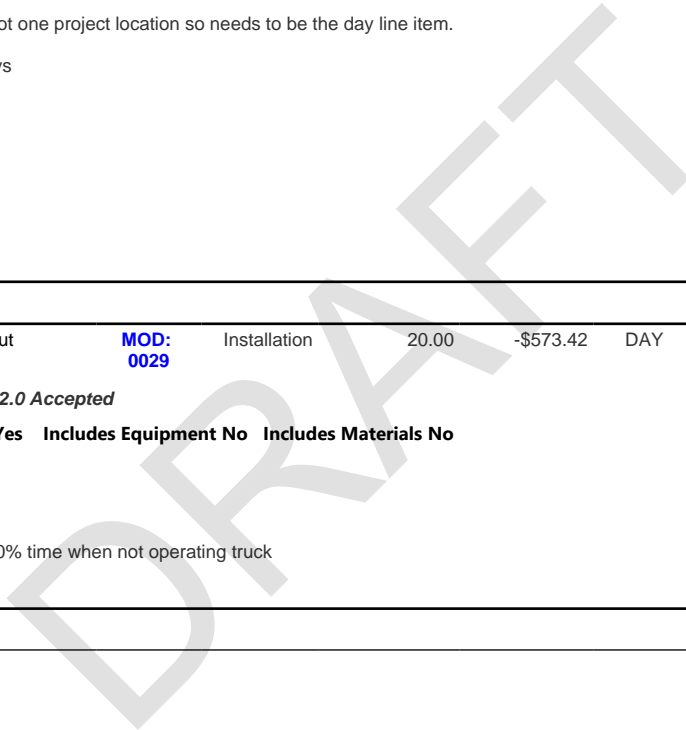 ot one project location so needs to be the day line item.
ys
ut MOD: Installation 20.00 -$573.42 DAY
0029
2.0 Accepted
Yes Includes Equipment No Includes Materials No
0% time when not operating truck
DRAFT